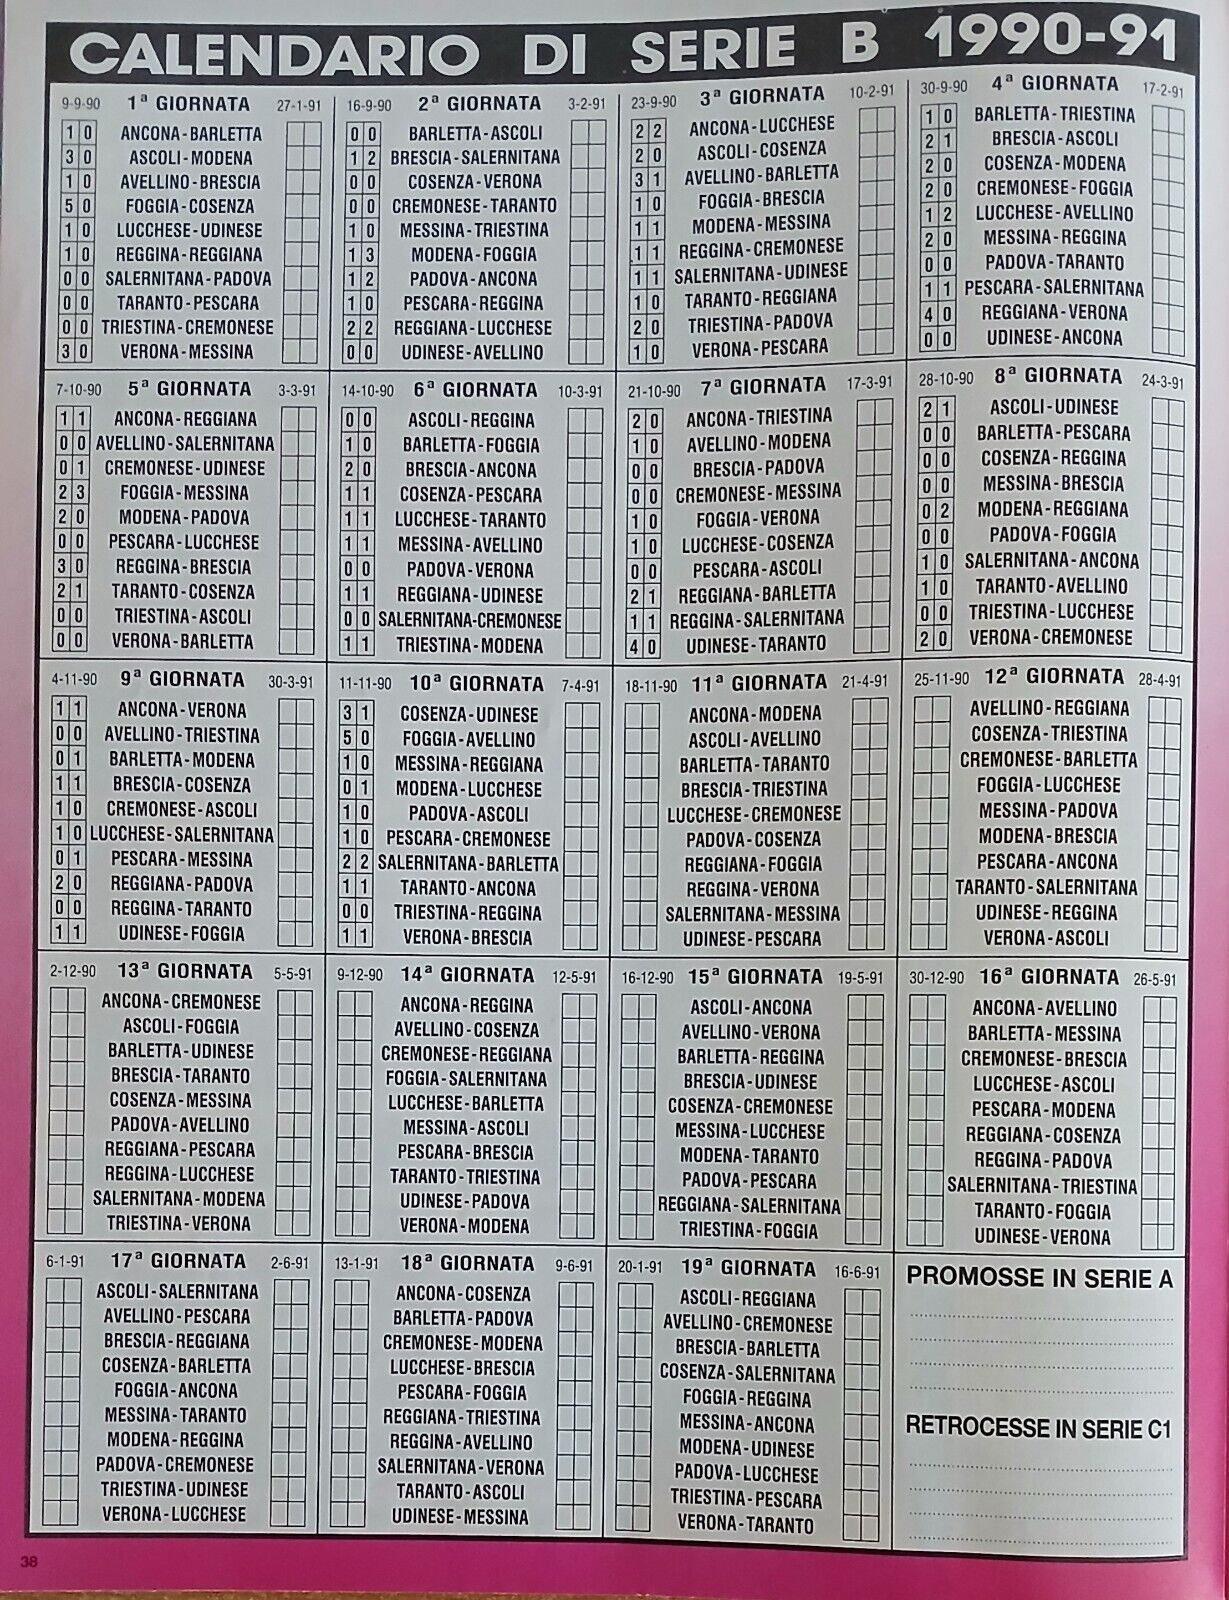 CALENDARIO DI SERIE B 1990-91
9-9-90 1ª GIORNATA 27-1-91
1 0 ANCONA-BARLETTA
3 0 ASCOLI-MODENA
1 0 AVELLINO-BRESCIA
5 0 FOGGIA-COSENZA
1 0 LUCCHESE-UDINESE
1 0 REGGINA-REGGIANA
0 0 SALERNITANA-PADOVA
0 0 TARANTO-PESCARA
0 0 TRIESTINA-CREMONESE
3 0 VERONA-MESSINA
16-9-90 2ª GIORNATA 3-2-91
0 0 BARLETTA-ASCOLI
1 2 BRESCIA-SALERNITANA
0 0 COSENZA-VERONA
0 0 CREMONESE-TARANTO
1 0 MESSINA-TRIESTINA
1 3 MODENA-FOGGIA
1 2 PADOVA-ANCONA
1 0 PESCARA-REGGINA
2 2 REGGIANA-LUCCHESE
0 0 UDINESE-AVELLINO
23-9-90 3ª GIORNATA 10-2-91
2 2 ANCONA-LUCCHESE
2 0 ASCOLI-COSENZA
3 1 AVELLINO-BARLETTA
1 0 FOGGIA-BRESCIA
1 1 MODENA-MESSINA
1 1 REGGINA-CREMONESE
1 1 SALERNITANA-UDINESE
1 0 TARANTO-REGGIANA
2 0 TRIESTINA-PADOVA
1 0 VERONA-PESCARA
30-9-90 4ª GIORNATA 17-2-91
1 0 BARLETTA-TRIESTINA
2 1 BRESCIA-ASCOLI
2 0 COSENZA-MODENA
2 0 CREMONESE-FOGGIA
1 2 LUCCHESE-AVELLINO
2 0 MESSINA-REGGINA
0 0 PADOVA-TARANTO
1 1 PESCARA-SALERNITANA
4 0 REGGIANA-VERONA
0 0 UDINESE-ANCONA
7-10-90 5ª GIORNATA 3-3-91
1 1 ANCONA-REGGIANA
0 0 AVELLINO-SALERNITANA
0 1 CREMONESE-UDINESE
2 3 FOGGIA-MESSINA
2 0 MODENA-PADOVA
0 0 PESCARA-LUCCHESE
3 0 REGGINA-BRESCIA
2 1 TARANTO-COSENZA
0 0 TRIESTINA-ASCOLI
0 0 VERONA-BARLETTA
14-10-90 6ª GIORNATA 10-3-91
0 0 ASCOLI-REGGINA
1 0 BARLETTA-FOGGIA
2 0 BRESCIA-ANCONA
1 1 COSENZA-PESCARA
1 1 LUCCHESE-TARANTO
1 1 MESSINA-AVELLINO
0 0 PADOVA-VERONA
1 1 REGGIANA-UDINESE
0 0 SALERNITANA-CREMONESE
1 1 TRIESTINA-MODENA
21-10-90 7ª GIORNATA 17-3-91
2 0 ANCONA-TRIESTINA
1 0 AVELLINO-MODENA
0 0 BRESCIA-PADOVA
0 0 CREMONESE-MESSINA
1 0 FOGGIA-VERONA
1 0 LUCCHESE-COSENZA
0 0 PESCARA-ASCOLI
2 1 REGGIANA-BARLETTA
1 1 REGGINA-SALERNITANA
4 0 UDINESE-TARANTO
28-10-90 8ª GIORNATA 24-3-91
2 1 ASCOLI-UDINESE
0 0 BARLETTA-PESCARA
0 0 COSENZA-REGGINA
0 0 MESSINA-BRESCIA
0 2 MODENA-REGGIANA
0 0 PADOVA-FOGGIA
1 0 SALERNITANA-ANCONA
1 0 TARANTO-AVELLINO
0 0 TRIESTINA-LUCCHESE
2 0 VERONA-CREMONESE
4-11-90 9ª GIORNATA 30-3-91
1 1 ANCONA-VERONA
0 0 AVELLINO-TRIESTINA
0 1 BARLETTA-MODENA
1 1 BRESCIA-COSENZA
1 0 CREMONESE-ASCOLI
1 0 LUCCHESE-SALERNITANA
0 1 PESCARA-MESSINA
2 0 REGGIANA-PADOVA
0 0 REGGINA-TARANTO
1 1 UDINESE-FOGGIA
11-11-90 10ª GIORNATA 7-4-91
3 1 COSENZA-UDINESE
5 0 FOGGIA-AVELLINO
1 0 MESSINA-REGGIANA
0 1 MODENA-LUCCHESE
1 0 PADOVA-ASCOLI
1 0 PESCARA-CREMONESE
2 2 SALERNITANA-BARLETTA
1 1 TARANTO-ANCONA
0 0 TRIESTINA-REGGINA
1 1 VERONA-BRESCIA
18-11-90 11ª GIORNATA 21-4-91
ANCONA-MODENA
ASCOLI-AVELLINO
BARLETTA-TARANTO
BRESCIA-TRIESTINA
LUCCHESE-CREMONESE
PADOVA-COSENZA
REGGIANA-FOGGIA
REGGINA-VERONA
SALERNITANA-MESSINA
UDINESE-PESCARA
25-11-90 12ª GIORNATA 28-4-91
AVELLINO-REGGIANA
COSENZA-TRIESTINA
CREMONESE-BARLETTA
FOGGIA-LUCCHESE
MESSINA-PADOVA
MODENA-BRESCIA
PESCARA-ANCONA
TARANTO-SALERNITANA
UDINESE-REGGINA
VERONA-ASCOLI
2-12-90 13ª GIORNATA 5-5-91
ANCONA-CREMONESE
ASCOLI-FOGGIA
BARLETTA-UDINESE
BRESCIA-TARANTO
COSENZA-MESSINA
PADOVA-AVELLINO
REGGIANA-PESCARA
REGGINA-LUCCHESE
SALERNITANA-MODENA
TRIESTINA-VERONA
9-12-90 14ª GIORNATA 12-5-91
ANCONA-REGGINA
AVELLINO-COSENZA
CREMONESE-REGGIANA
FOGGIA-SALERNITANA
LUCCHESE-BARLETTA
MESSINA-ASCOLI
PESCARA-BRESCIA
TARANTO-TRIESTINA
UDINESE-PADOVA
VERONA-MODENA
16-12-90 15ª GIORNATA 19-5-91
ASCOLI-ANCONA
AVELLINO-VERONA
BARLETTA-REGGINA
BRESCIA-UDINESE
COSENZA-CREMONESE
MESSINA-LUCCHESE
MODENA-TARANTO
PADOVA-PESCARA
REGGIANA-SALERNITANA
TRIESTINA-FOGGIA
30-12-90 16ª GIORNATA 26-5-91
ANCONA-AVELLINO
BARLETTA-MESSINA
CREMONESE-BRESCIA
LUCCHESE-ASCOLI
PESCARA-MODENA
REGGIANA-COSENZA
REGGINA-PADOVA
SALERNITANA-TRIESTINA
TARANTO-FOGGIA
UDINESE-VERONA
6-1-91 17ª GIORNATA 2-6-91
ASCOLI-SALERNITANA
AVELLINO-PESCARA
BRESCIA-REGGIANA
COSENZA-BARLETTA
FOGGIA-ANCONA
MESSINA-TARANTO
MODENA-REGGINA
PADOVA-CREMONESE
TRIESTINA-UDINESE
VERONA-LUCCHESE
13-1-91 18ª GIORNATA 9-6-91
ANCONA-COSENZA
BARLETTA-PADOVA
CREMONESE-MODENA
LUCCHESE-BRESCIA
PESCARA-FOGGIA
REGGIANA-TRIESTINA
REGGINA-AVELLINO
SALERNITANA-VERONA
TARANTO-ASCOLI
UDINESE-MESSINA
20-1-91 19ª GIORNATA 16-6-91
ASCOLI-REGGIANA
AVELLINO-CREMONESE
BRESCIA-BARLETTA
COSENZA-SALERNITANA
FOGGIA-REGGINA
MESSINA-ANCONA
MODENA-UDINESE
PADOVA-LUCCHESE
TRIESTINA-PESCARA
VERONA-TARANTO
PROMOSSE IN SERIE A
RETROCESSE IN SERIE C1
38